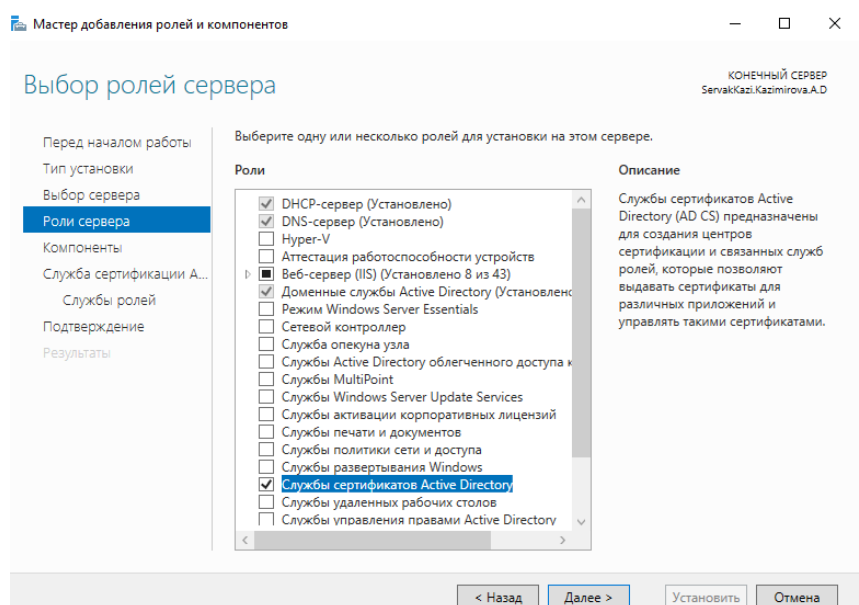 Мастер добавления ролей и компонентов
Выбор ролей сервера
КОНЕЧНЫЙ СЕРВЕР
ServakKazi.Kazimirova.A.D
Перед началом работы
Тип установки
Выбор сервера
Роли сервера
Компоненты
Служба сертификации A...
Службы ролей
Подтверждение
Результаты
Выберите одну или несколько ролей для установки на этом сервере.
Роли
DHCP-сервер (Установлено)
DNS-сервер (Установлено)
Hyper-V
Аттестация работоспособности устройств
Веб-сервер (IIS) (Установлено 8 из 43)
Доменные службы Active Directory (Установленс
Режим Windows Server Essentials
Сетевой контроллер
Служба опекуна узла
Службы Active Directory облегченного доступа к
Службы MultiPoint
Службы Windows Server Update Services
Службы активации корпоративных лицензий
Службы печати и документов
Службы политики сети и доступа
Службы развертывания Windows
Службы сертификатов Active Directory
Службы удаленных рабочих столов
Службы управления правами Active Directory
Описание
Службы сертификатов Active
Directory (AD CS) предназначены
для создания центров
сертификации и связанных служб
ролей, которые позволяют
выдавать сертификаты для
различных приложений и
управлять такими сертификатами.
< Назад
Далее >
Установить
Отмена